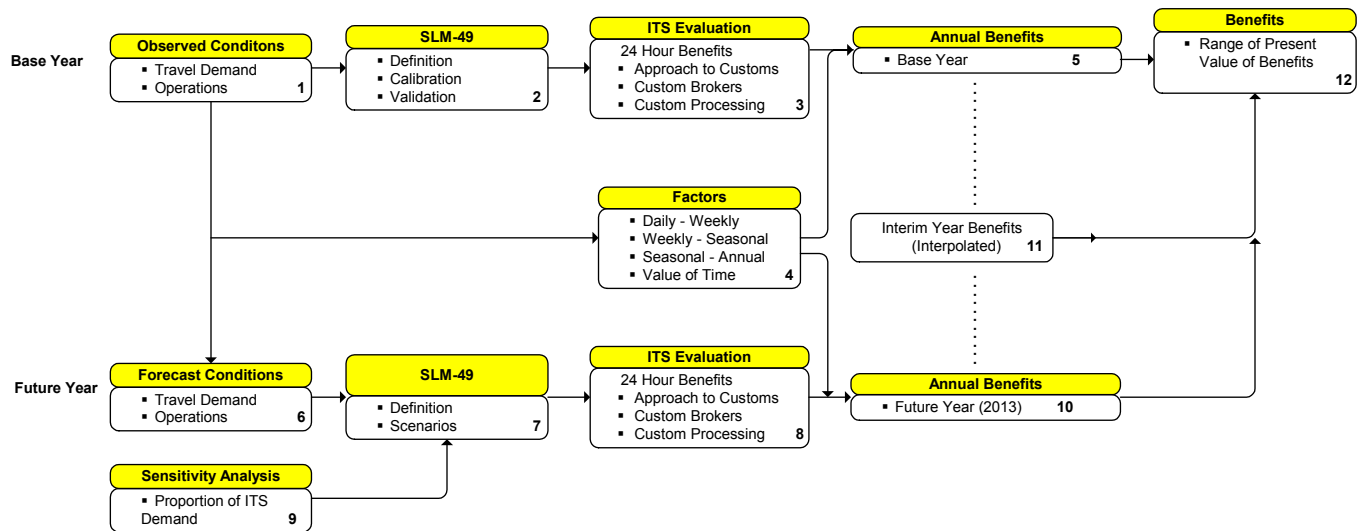 Base Year
Observed Conditons
▪ Travel Demand
▪ Operations
1
SLM-49
▪ Definition
▪ Calibration
▪ Validation
2
ITS Evaluation
24 Hour Benefits
▪ Approach to Customs
▪ Custom Brokers
▪ Custom Processing
3
Annual Benefits
▪ Base Year
5
Benefits
▪ Range of Present
Value of Benefits
12
Factors
▪ Daily - Weekly
▪ Weekly - Seasonal
▪ Seasonal - Annual
▪ Value of Time
4
Interim Year Benefits
(Interpolated)
11
Future Year
Forecast Conditions
▪ Travel Demand
▪ Operations
6
SLM-49
▪ Definition
▪ Scenarios
7
ITS Evaluation
24 Hour Benefits
▪ Approach to Customs
▪ Custom Brokers
▪ Custom Processing
8
Annual Benefits
▪ Future Year (2013)
10
Sensitivity Analysis
▪ Proportion of ITS
Demand
9